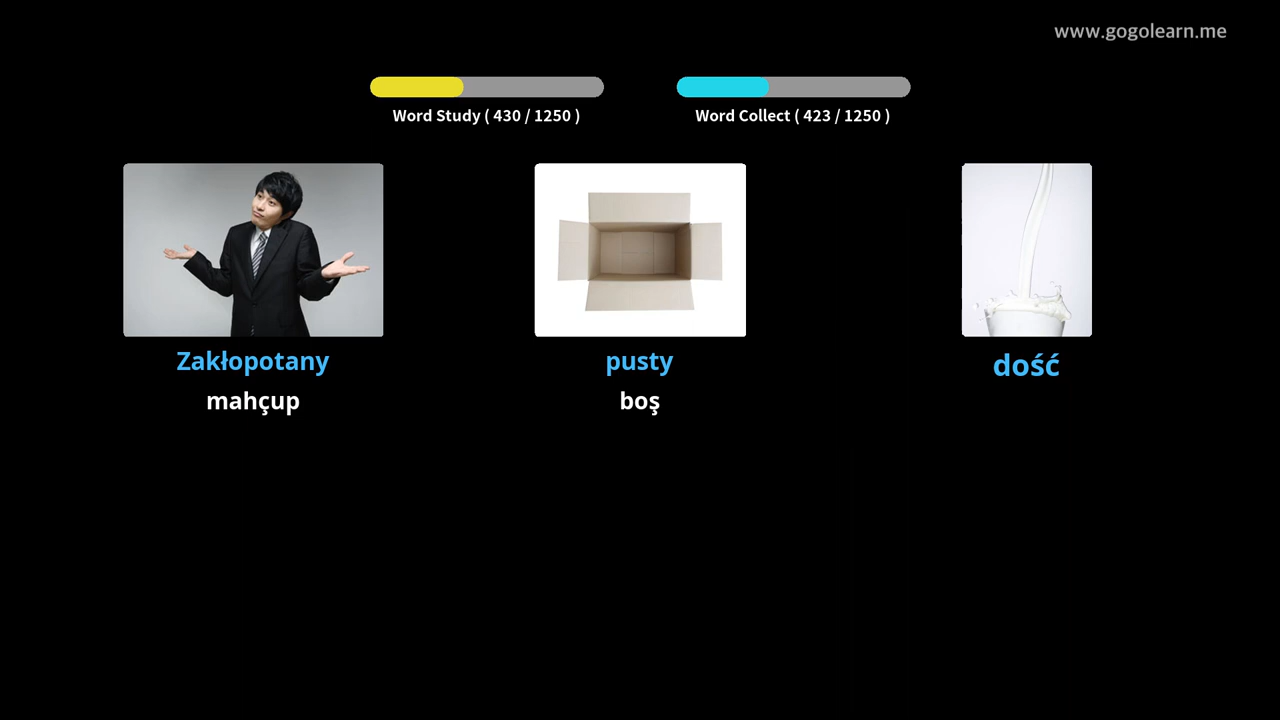 www.gogolearn.me
Word Study ( 430 / 1250 )
Word Collect ( 423 / 1250 )
Zakłopotany
mahçup
pusty
boş
dość